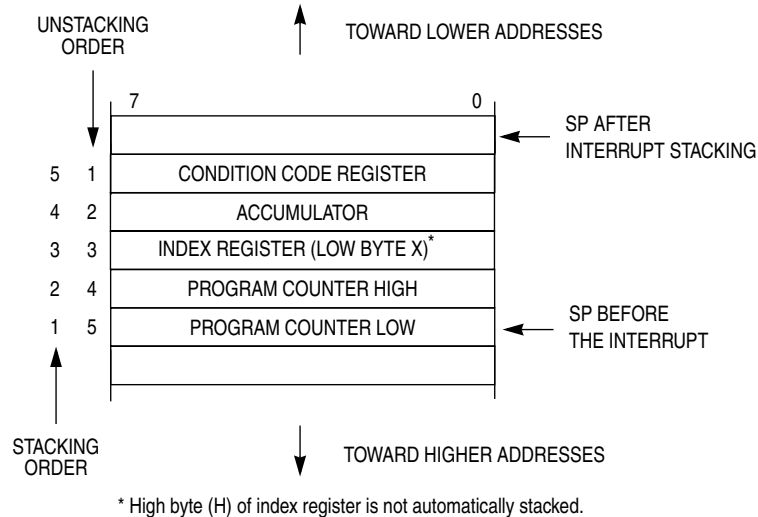 UNSTACKING
ORDER
TOWARD LOWER ADDRESSES
7 0
SP AFTER
INTERRUPT STACKING
5 1 CONDITION CODE REGISTER
4 2 ACCUMULATOR
3 3 INDEX REGISTER (LOW BYTE X)*
2 4 PROGRAM COUNTER HIGH
1 5 PROGRAM COUNTER LOW
SP BEFORE
THE INTERRUPT
STACKING
ORDER
TOWARD HIGHER ADDRESSES
* High byte (H) of index register is not automatically stacked.